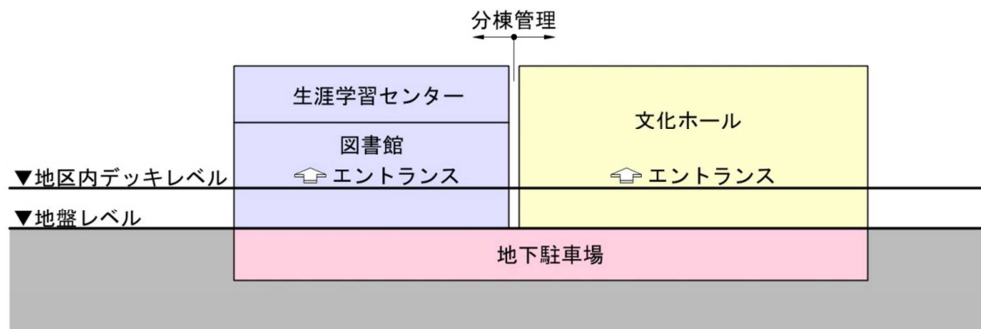 分棟管理
生涯学習センター
文化ホール
図書館
エントランス
エントランス
▼地区内デッキレベル
▼地盤レベル
地下駐車場